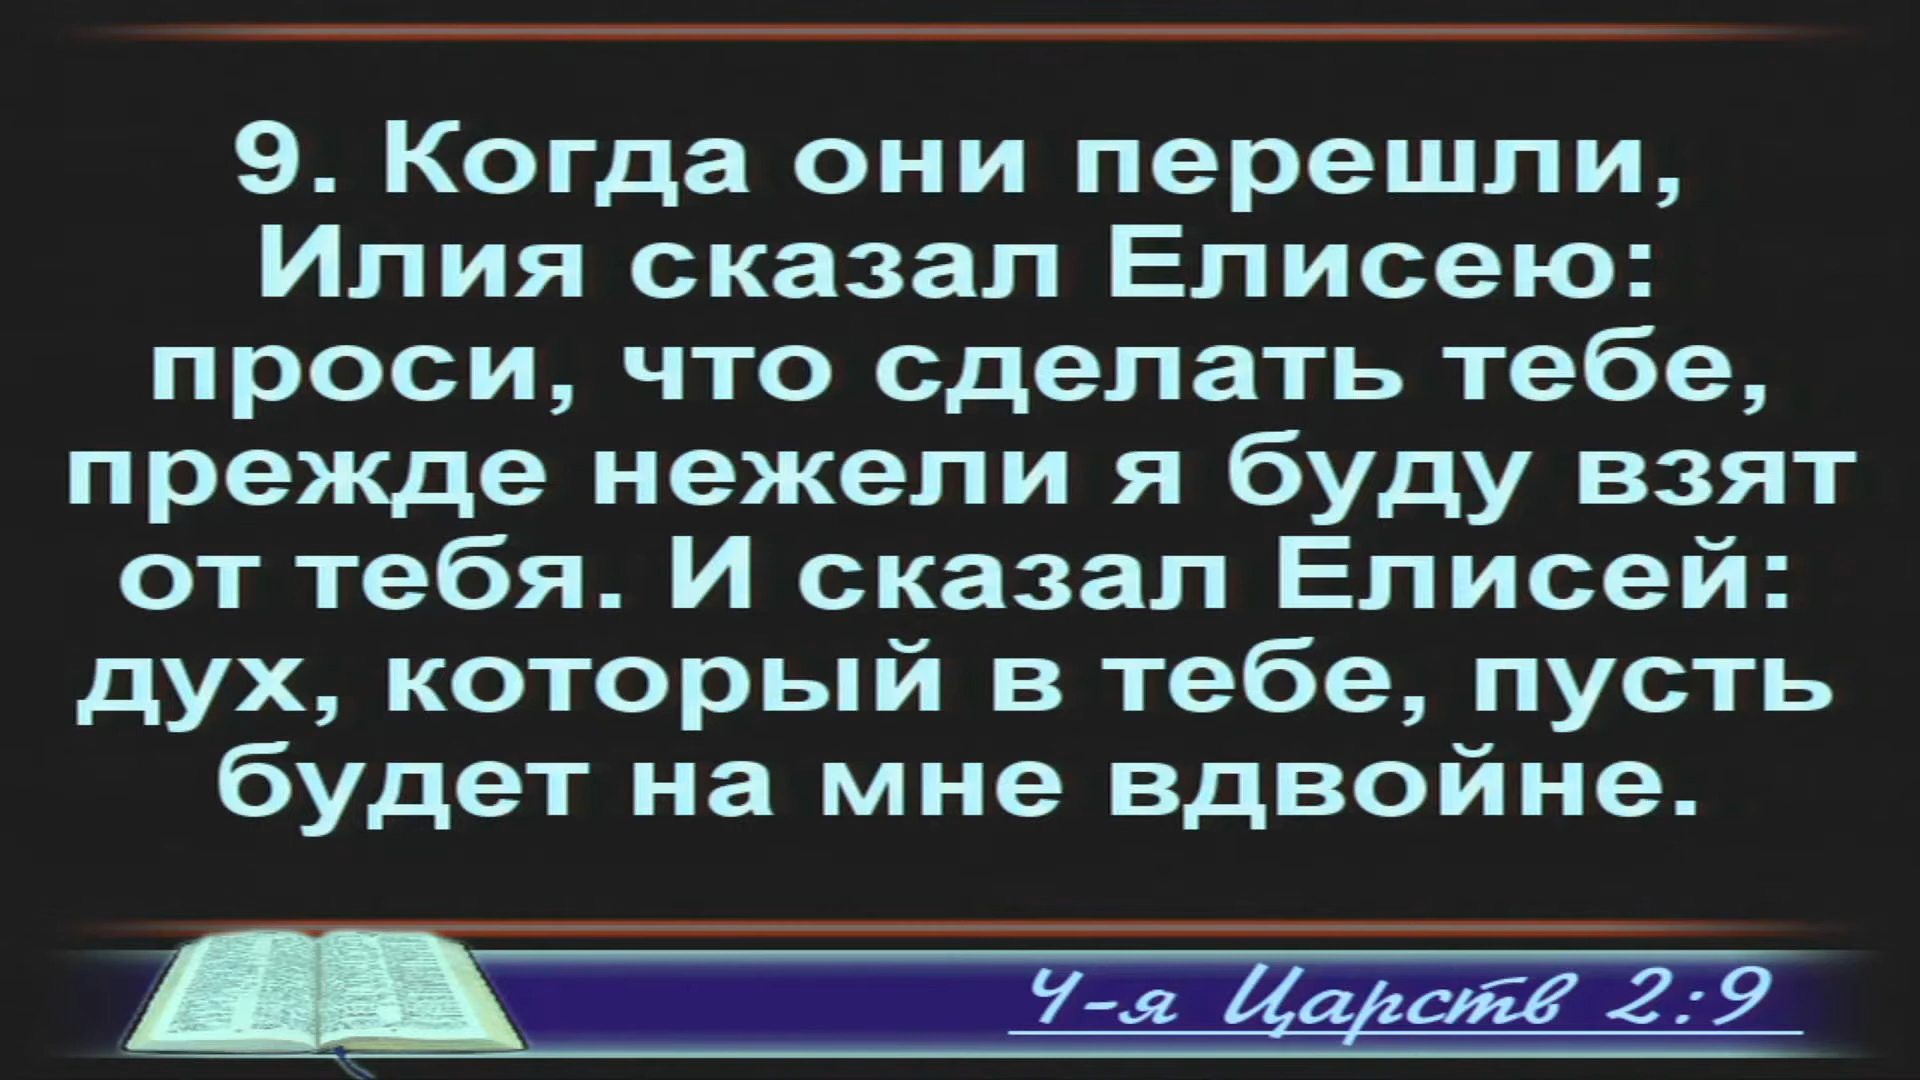 9. Когда они перешли,
Илия сказал Елисею:
проси, что сделать тебе,
прежде нежели я буду взят
от тебя. И сказал Елисей:
дух, который в тебе, пусть
будет на мне вдвойне.
4-я Царств 2:9